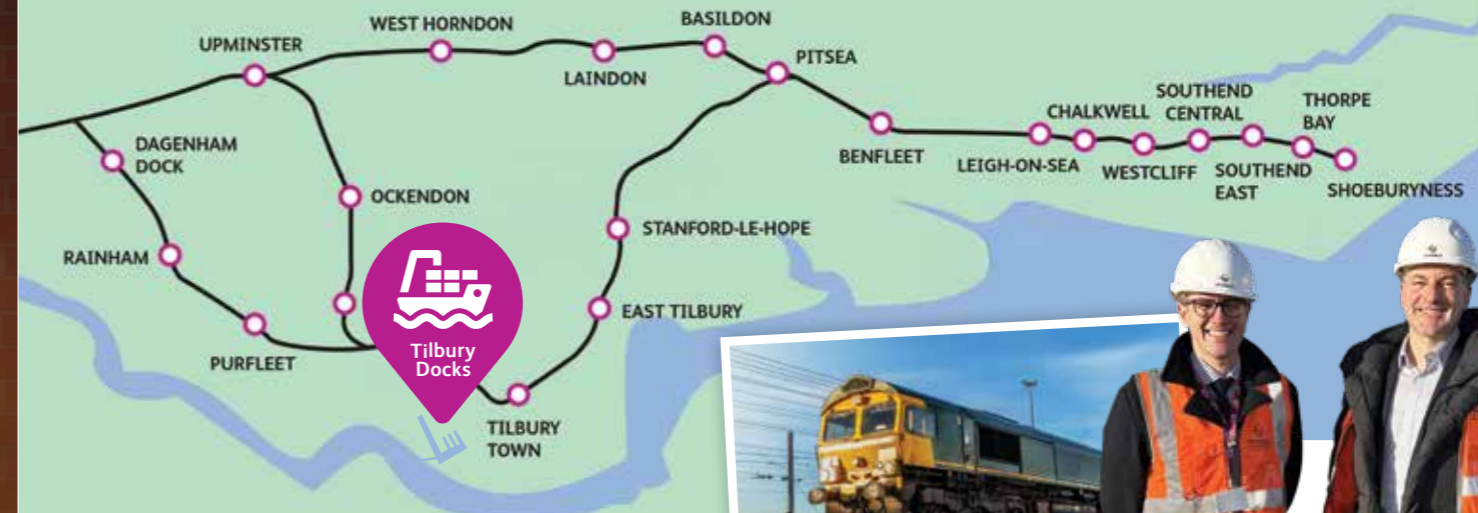 UPMINSTER
WEST HORNDON
LAINDON
BASILDON
PITSEA
BENFLEET
LEIGH-ON-SEA
CHALKWELL
WESTCLIFF
SOUTHEND
CENTRAL
SOUTHEND
EAST
THORPE
BAY
SHOEBURYNESS
DAGENHAM
DOCK
RAINHAM
PURFLEET
OCKENDON
Tilbury
Docks
STANFORD-LE-HOPE
EAST TILBURY
TILBURY
TOWN